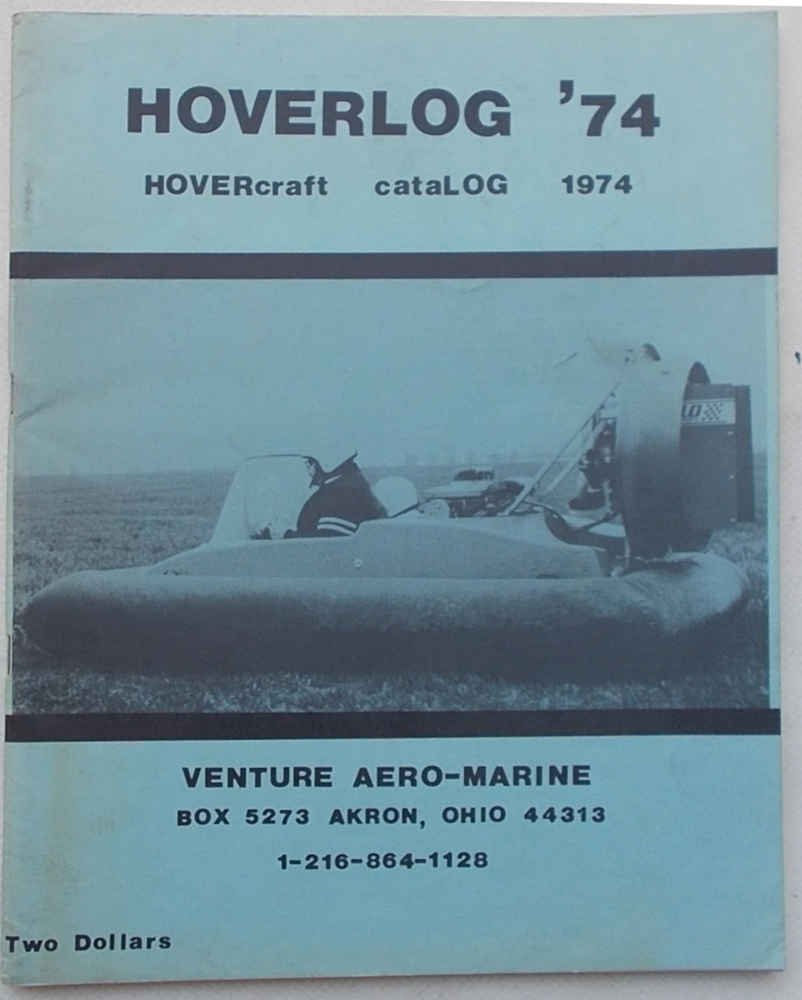 HOVERLOG '74
HOVERcraft cataLOG 1974
VENTURE AERO-MARINE
BOX 5273 AKRON, OHIO 44313
1-216-864-1128
Two Dollars